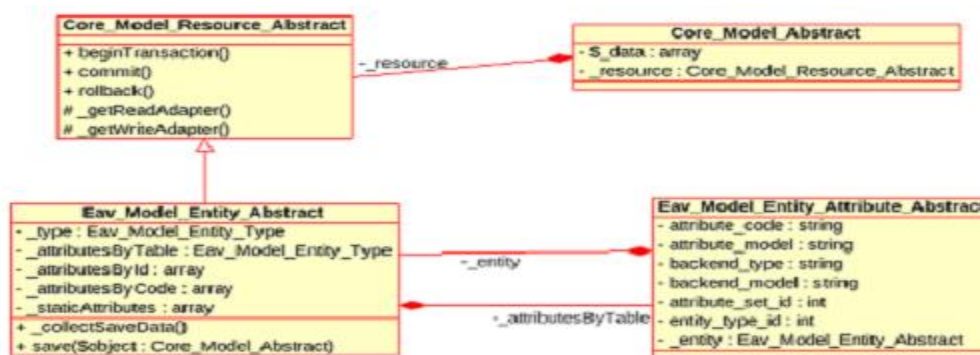 Core_Model_Resource_Abstract
+ beginTransaction()
+ commit()
+ rollback()
# _getReadAdapter()
# _getWriteAdapter()
-_resource
Core_Model_Abstract
- $_data : array
- _resource : Core_Model_Resource_Abstract
Eav_Model_Entity_Abstract
- _type : Eav_Model_Entity_Type
- _attributesByTable : Eav_Model_Entity_Type
- _attributesById : array
- _attributesByCode : array
- _staticAttributes : array
+ _collectSaveData()
+ save($object : Core_Model_Abstract)
-_entity
-_attributesByTable
Eav_Model_Entity_Attribute_Abstract
- attribute_code : string
- attribute_model : string
- backend_type : string
- backend_model : string
- attribute_set_id : int
- entity_type_id : int
- _entity : Eav_Model_Entity_Abstract